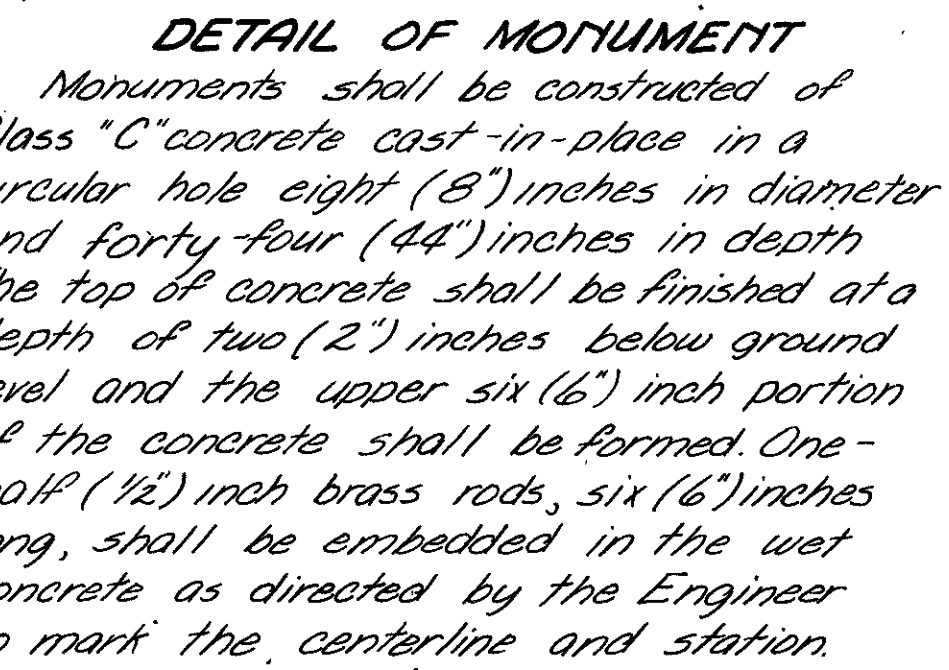 DETAIL OF MONUMENT
Monuments shall be constructed of
lass "C" concrete cast-in-place in a
rcular hole eight (8") inches in diameter
nd forty-four (44") inches in depth
he top of concrete shall be finished at a
epth of two (2") inches below ground
evel and the upper six (6") inch portion
f the concrete shall be formed. One-
alf (1/2") inch brass rods, six (6") inches
ng, shall be embedded in the wet
oncrete as directed by the Engineer
o mark the centerline and station.